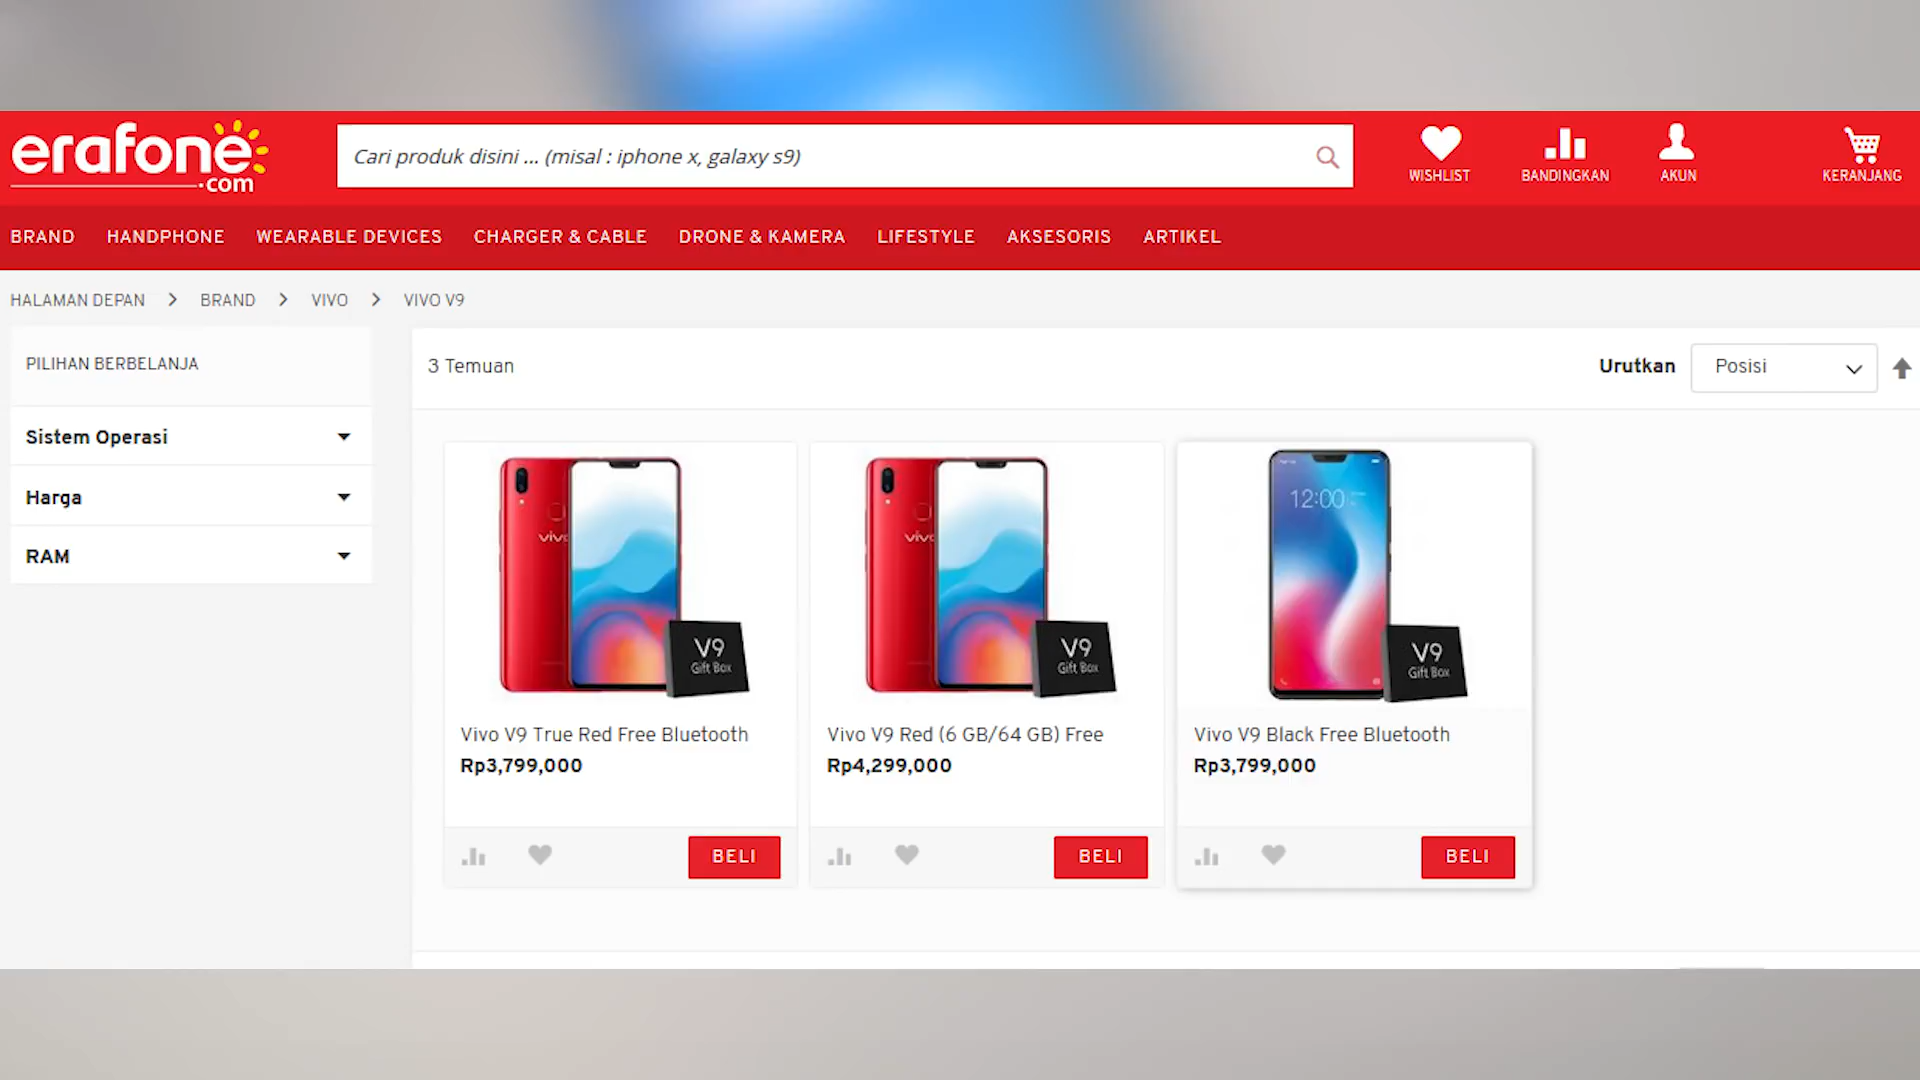 erafone
.com
Cari produk disini ... (misal : iphone x, galaxy s9)
WISHLIST
BANDINGKAN
AKUN
KERANJANG
BRAND HANDPHONE WEARABLE DEVICES CHARGER & CABLE DRONE & KAMERA LIFESTYLE AKSESORIS ARTIKEL
HALAMAN DEPAN > BRAND > VIVO > VIVO V9
PILIHAN BERBELANJA
Sistem Operasi
Harga
RAM
3 Temuan
Urutkan Posisi
vivo
V9
Gift Box
Vivo V9 True Red Free Bluetooth
Rp3,799,000
BELI
vivo
V9
Gift Box
Vivo V9 Red (6 GB/64 GB) Free
Rp4,299,000
BELI
12:00
V9
Gift Box
Vivo V9 Black Free Bluetooth
Rp3,799,000
BELI